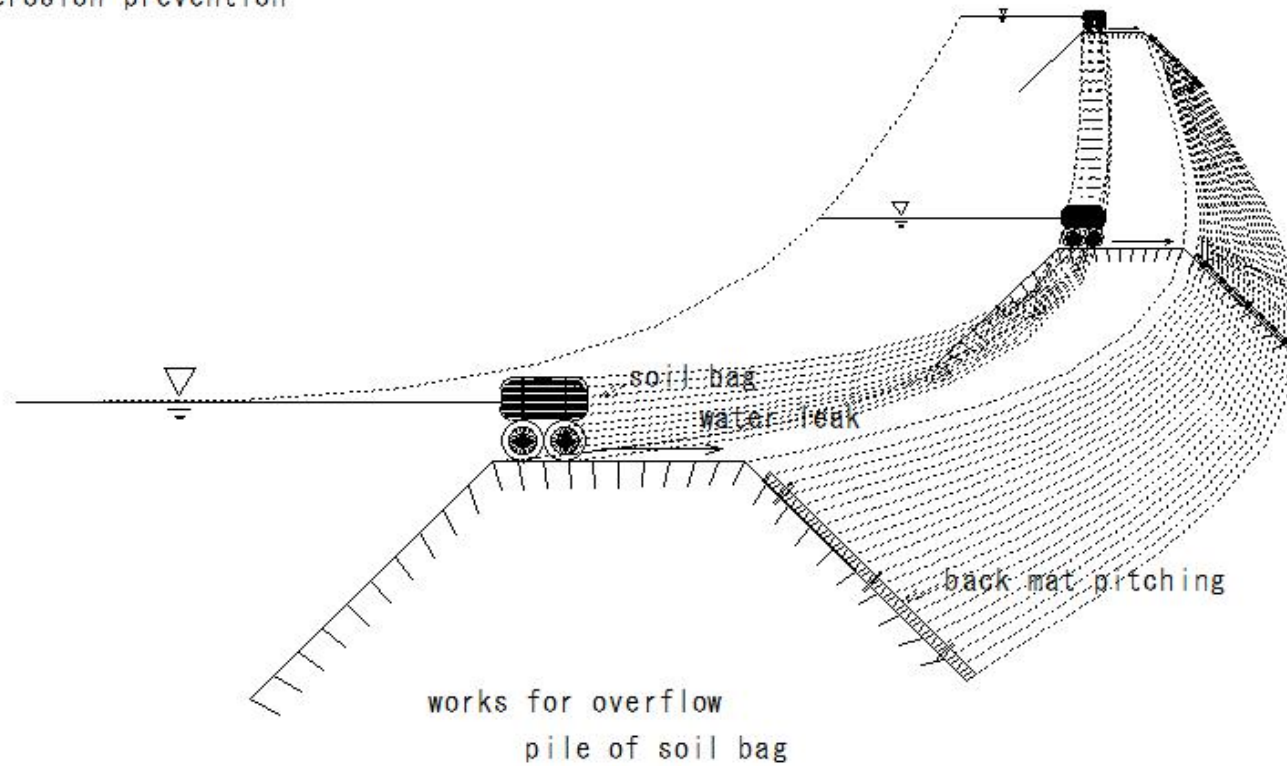 erosion prevention
soil bag
water leak
back mat pitching
works for overflow
pile of soil bag